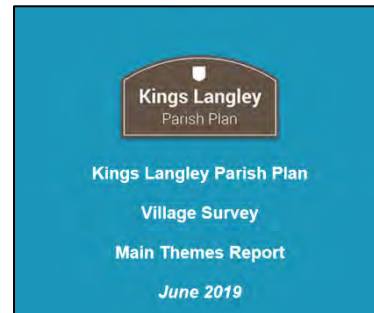 Kings Langley
Parish Plan
Kings Langley Parish Plan
Village Survey
Main Themes Report
June 2019